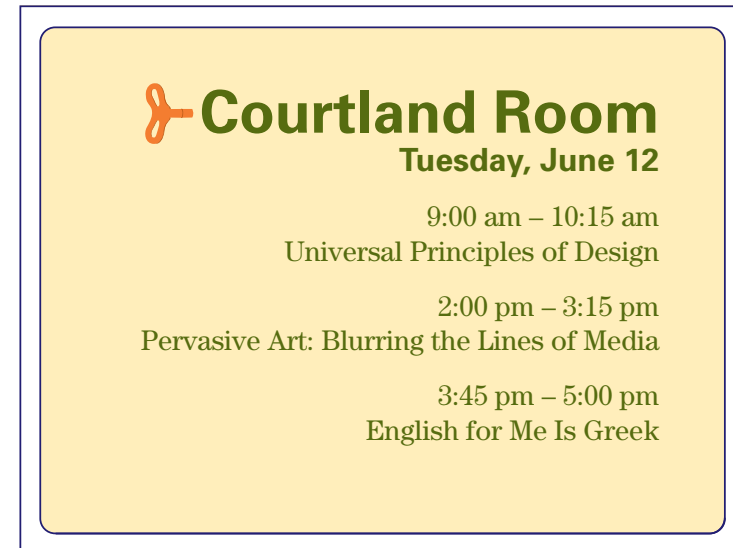 Courtland Room
Tuesday, June 12
9:00 am – 10:15 am
Universal Principles of Design
2:00 pm – 3:15 pm
Pervasive Art: Blurring the Lines of Media
3:45 pm – 5:00 pm
English for Me Is Greek